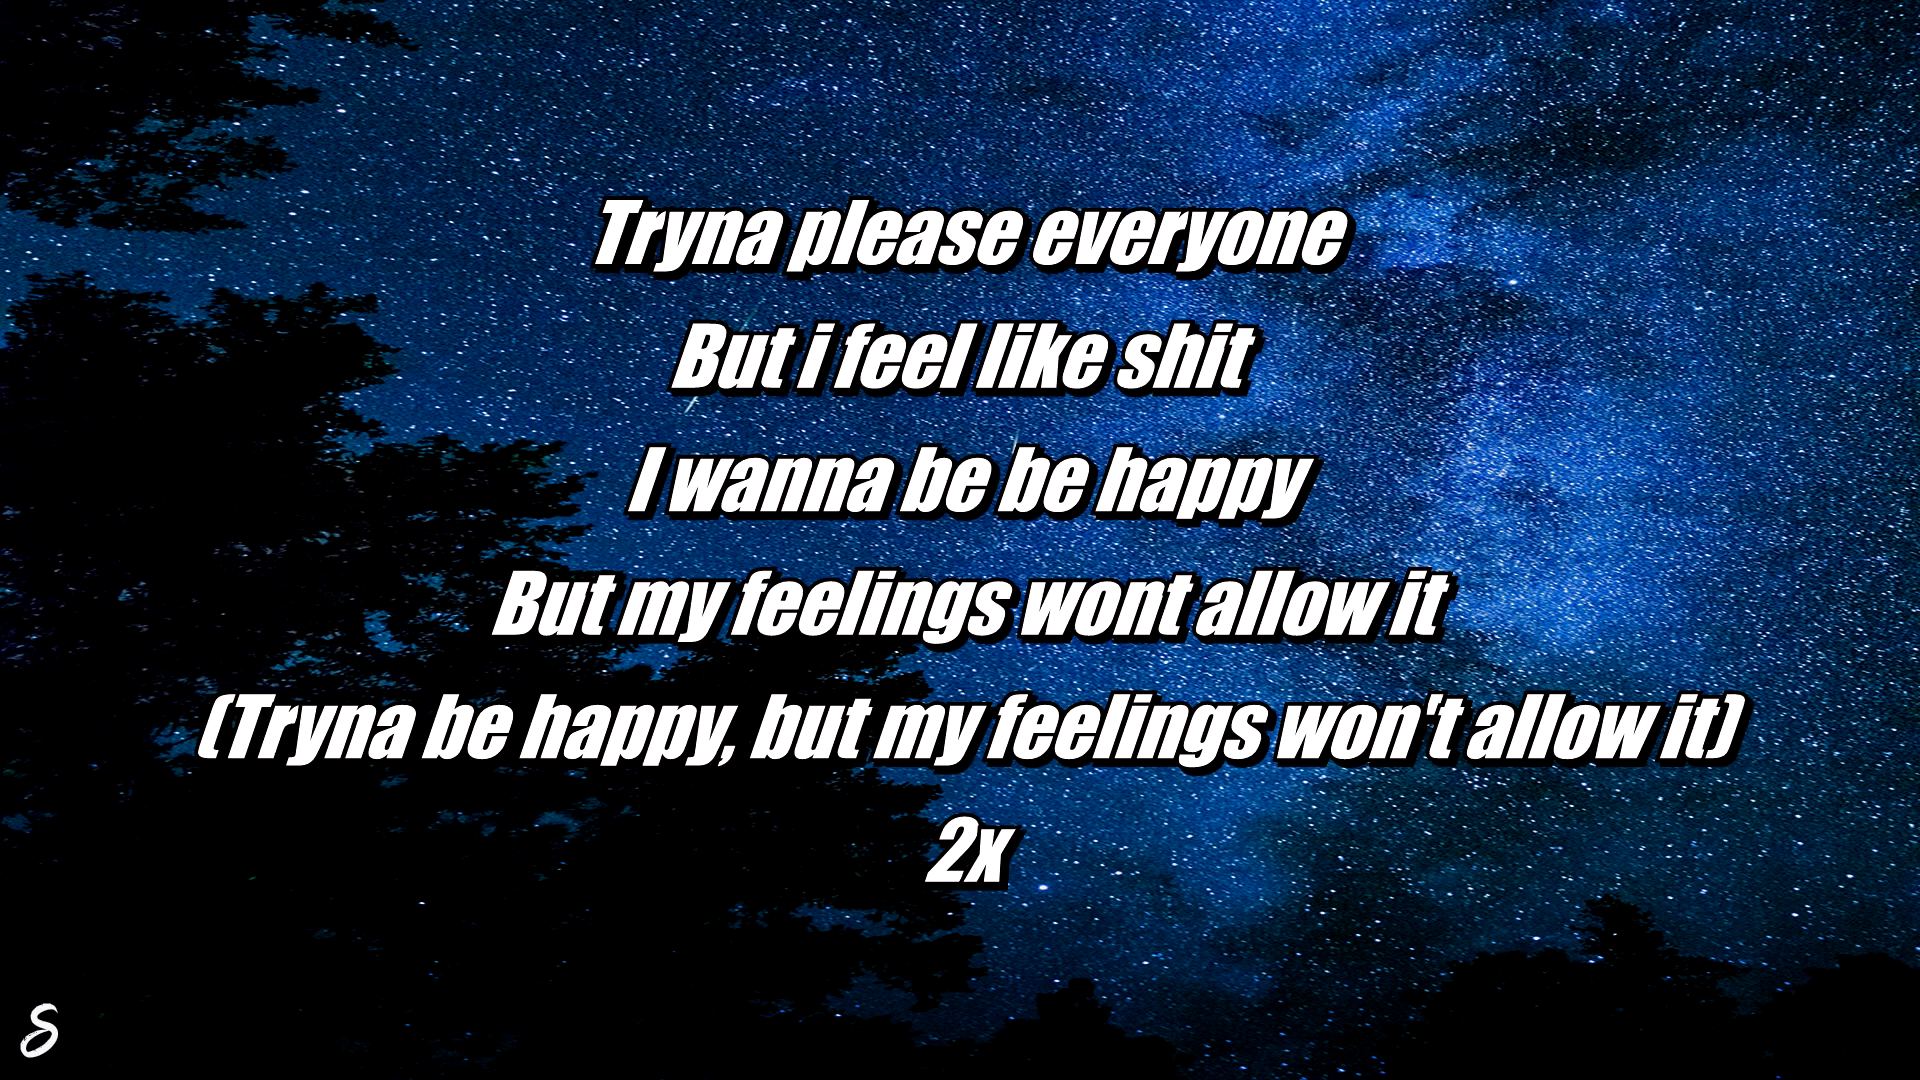 Tryna please everyone
But i feel like shit
I wanna be be happy
But my feelings wont allow it
(Tryna be happy, but my feelings won't allow it)
2x
S